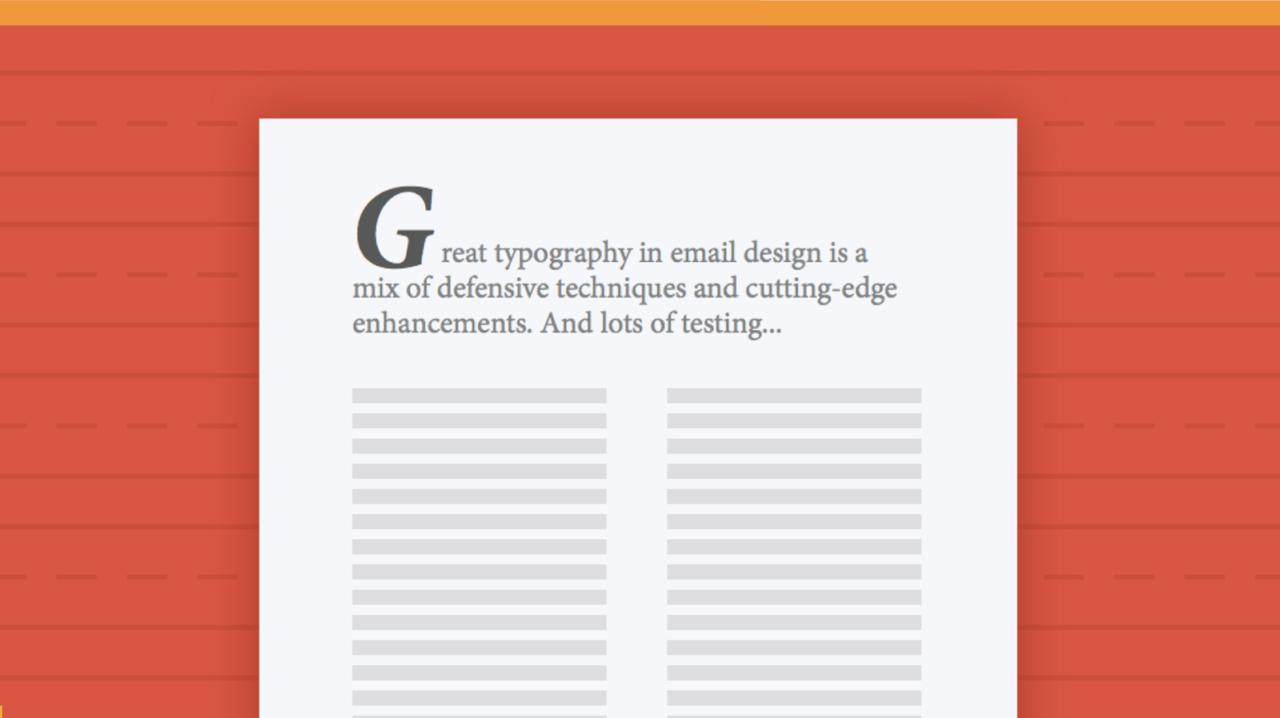 Great typography in email design is a
mix of defensive techniques and cutting-edge
enhancements. And lots of testing...